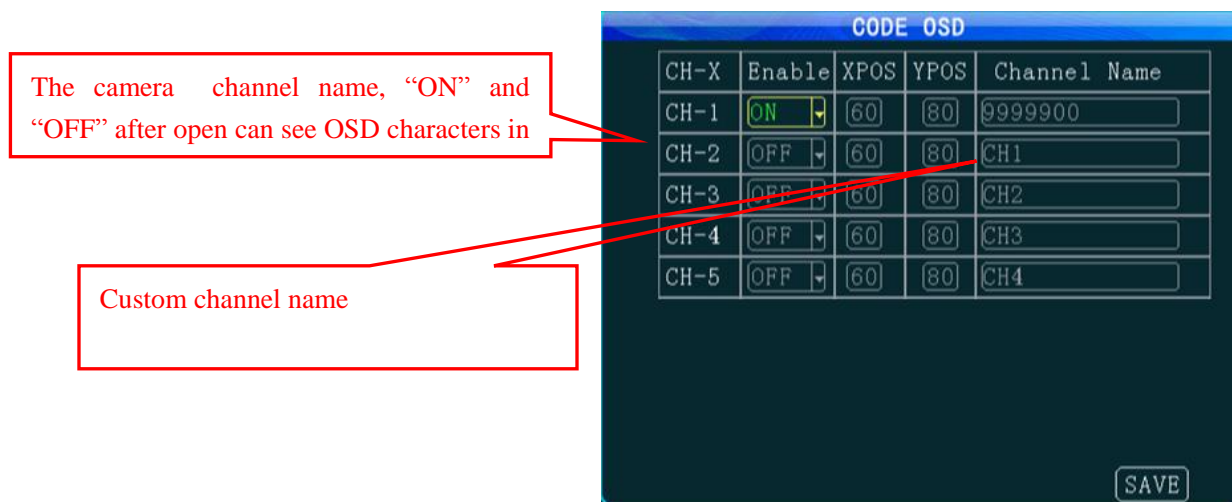 The camera channel name, “ON” and
“OFF” after open can see OSD characters in
Custom channel name
CODE OSD
CH-X Enable XPOS YPOS Channel Name
CH-1 ON 60 80 9999900
CH-2 OFF 60 80 CH1
CH-3 OFF 60 80 CH2
CH-4 OFF 60 80 CH3
CH-5 OFF 60 80 CH4
SAVE